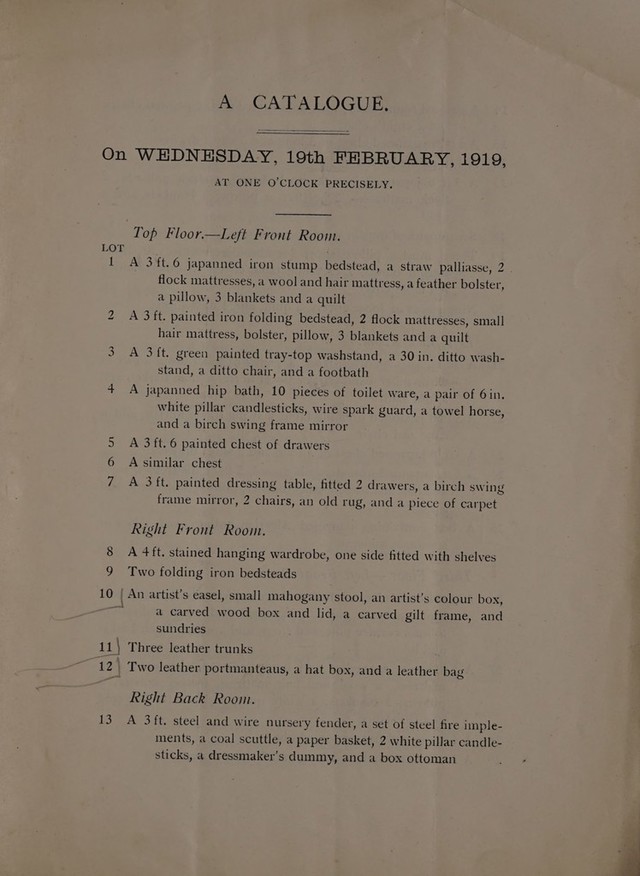 A CATALOGUE.
On WEDNESDAY, 19th FEBRUARY, 1919,
AT ONE O'CLOCK PRECISELY.
Top Floor.—Left Front Room.
LOT
1 A 3 ft. 6 japanned iron stump bedstead, a straw palliasse, 2
flock mattresses, a wool and hair mattress, a feather bolster,
a pillow, 3 blankets and a quilt
2 A 3 ft. painted iron folding bedstead, 2 flock mattresses, small
hair mattress, bolster, pillow, 3 blankets and a quilt
3 A 3 ft. green painted tray-top washstand, a 30 in. ditto wash-
stand, a ditto chair, and a footbath
4 A japanned hip bath, 10 pieces of toilet ware, a pair of 6 in.
white pillar candlesticks, wire spark guard, a towel horse,
and a birch swing frame mirror
5 A 3 ft. 6 painted chest of drawers
6 A similar chest
7 A 3 ft. painted dressing table, fitted 2 drawers, a birch swing
frame mirror, 2 chairs, an old rug, and a piece of carpet
Right Front Room.
8 A 4 ft. stained hanging wardrobe, one side fitted with shelves
9 Two folding iron bedsteads
10 An artist's easel, small mahogany stool, an artist's colour box,
a carved wood box and lid, a carved gilt frame, and
sundries
11 Three leather trunks
12 Two leather portmanteaus, a hat box, and a leather bag
Right Back Room.
13 A 3 ft. steel and wire nursery fender, a set of steel fire imple-
ments, a coal scuttle, a paper basket, 2 white pillar candle-
sticks, a dressmaker's dummy, and a box ottoman